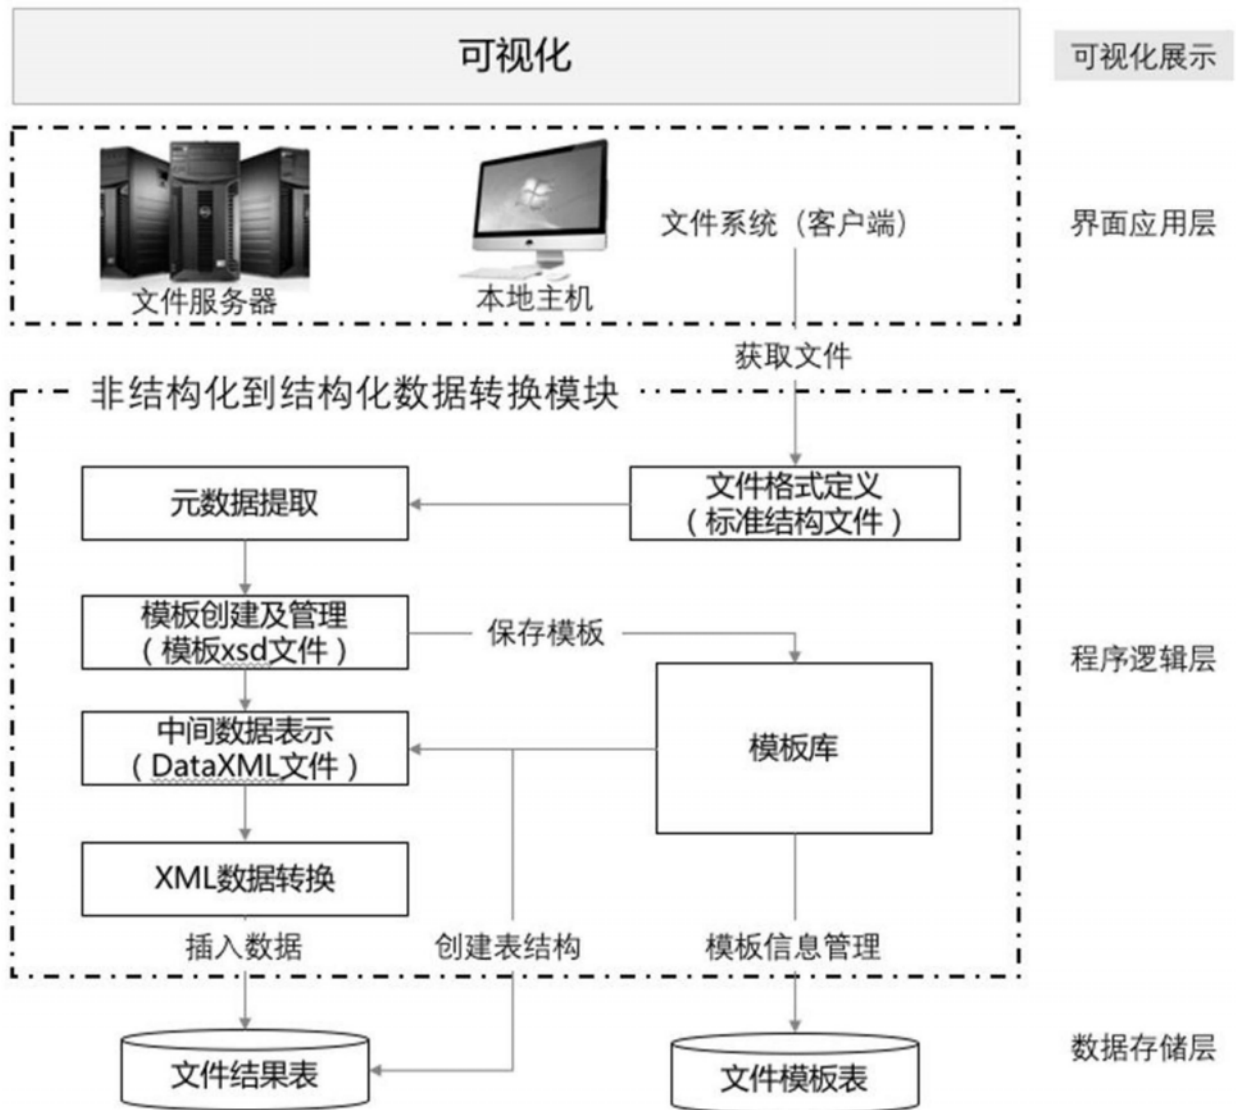 可视化
可视化展示
文件服务器
本地主机
文件系统（客户端）
界面应用层
获取文件
非结构化到结构化数据转换模块
元数据提取
文件格式定义
（标准结构文件）
模板创建及管理
（模板xsd文件）
保存模板
程序逻辑层
中间数据表示
（DataXML文件）
模板库
XML数据转换
插入数据
创建表结构
模板信息管理
文件结果表
文件模板表
数据存储层